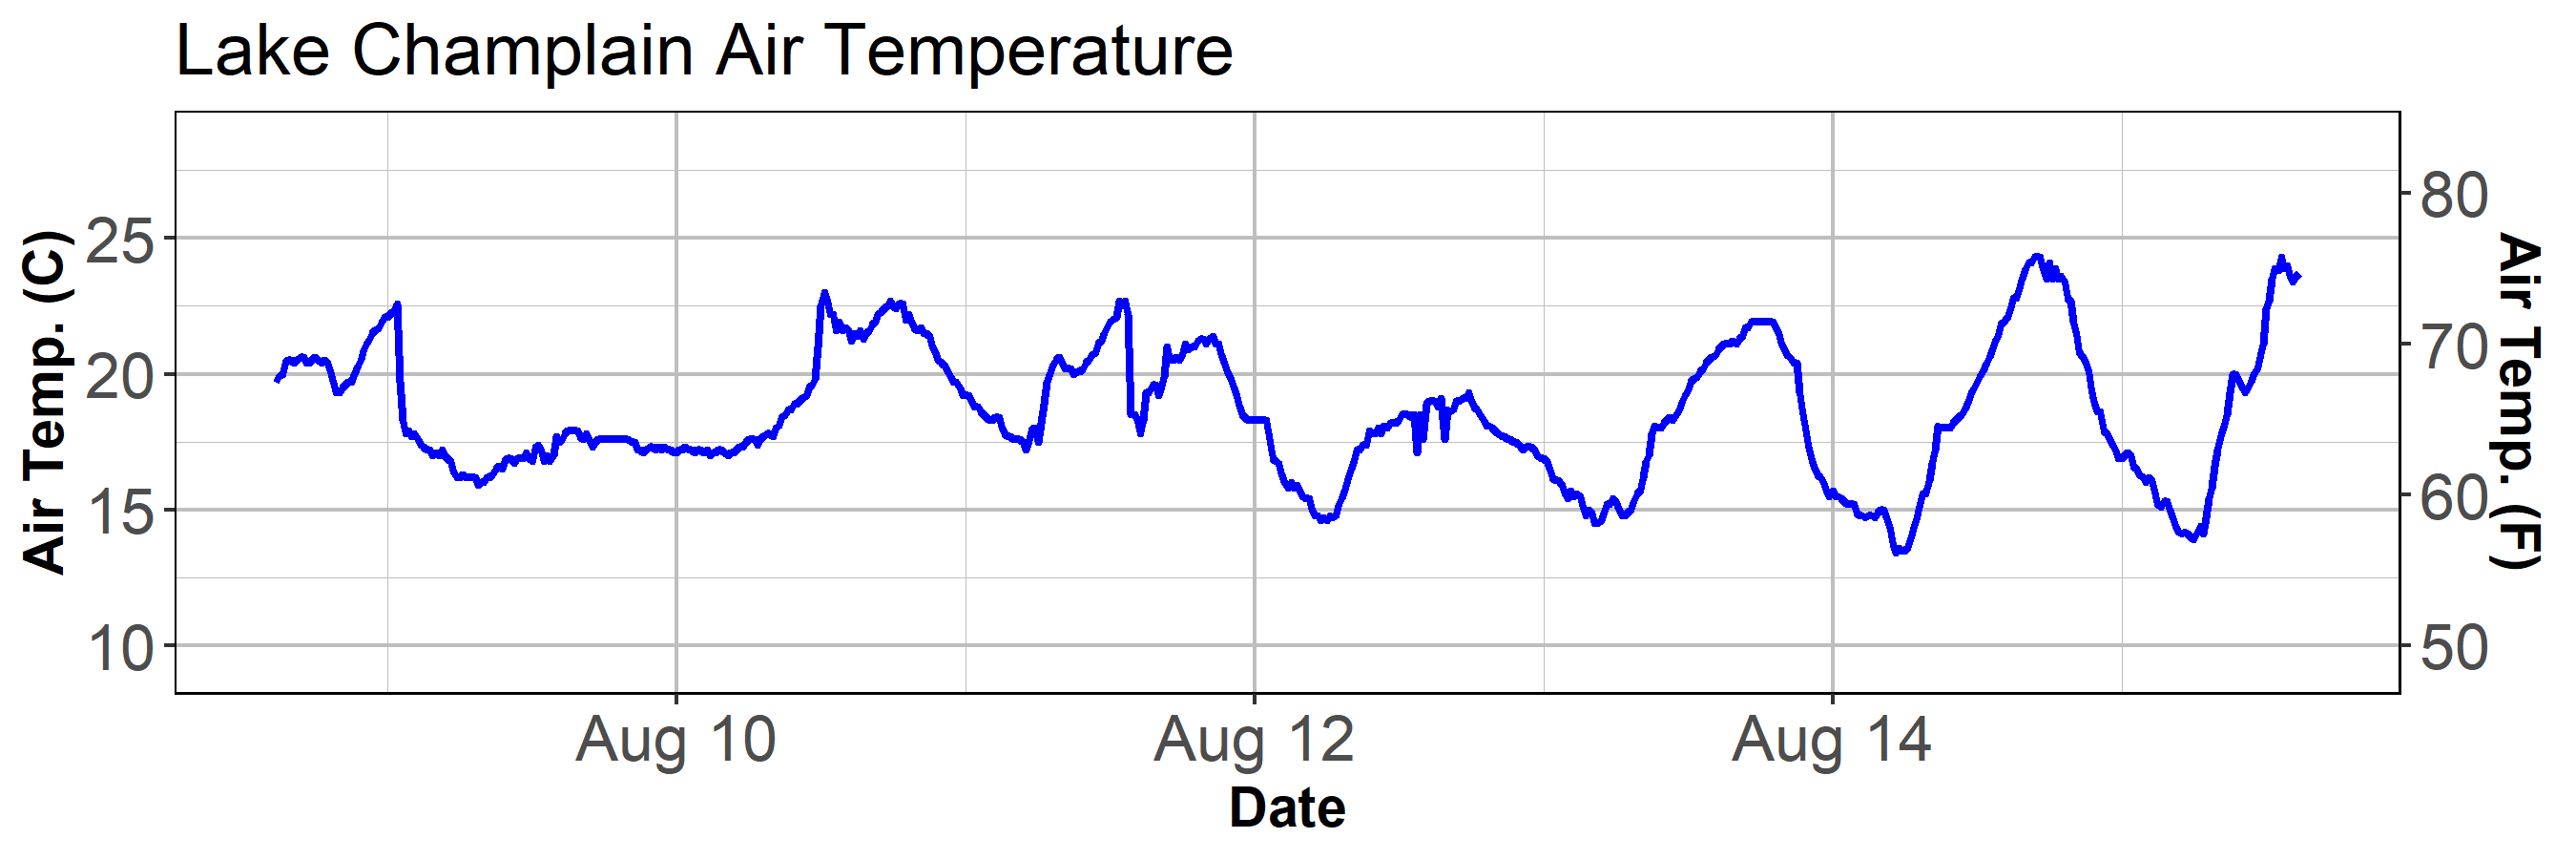 Lake Champlain Air Temperature
Air Temp. (C)
25
20
15
10
80
70
60
50
Air Temp. (F)
Aug 10
Aug 12
Aug 14
Date